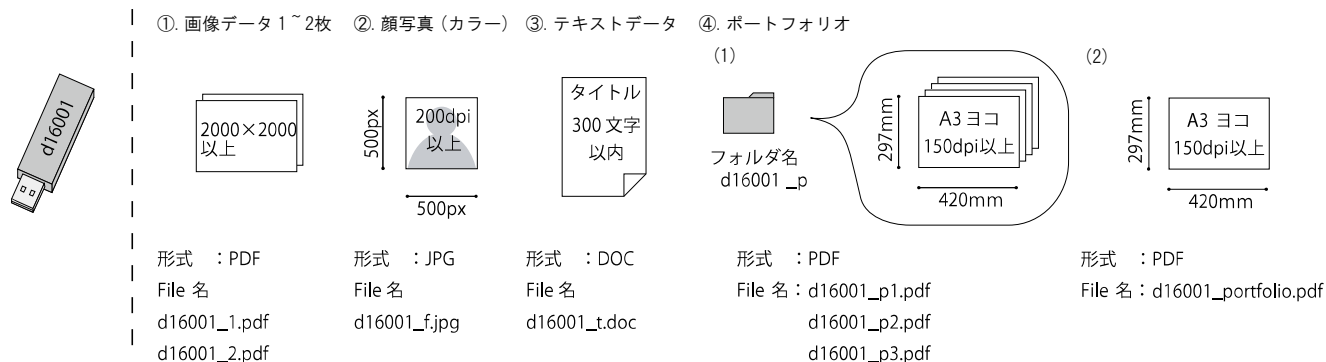 d16001
①. 画像データ 1~2枚
2000×2000
以上
形式 ：PDF
File 名
d16001_1.pdf
d16001_2.pdf
②. 顔写真（カラー）
500px
200dpi
以上
500px
形式 ：JPG
File 名
d16001_f.jpg
③. テキストデータ
タイトル
300 文字
以内
形式 ：DOC
File 名
d16001_t.doc
④. ポートフォリオ
(1)
フォルダ名
d16001 _p
297mm
A3 ヨコ
150dpi以上
420mm
形式 ：PDF
File 名：d16001_p1.pdf
d16001_p2.pdf
d16001_p3.pdf
(2)
297mm
A3 ヨコ
150dpi以上
420mm
形式 ：PDF
File 名：d16001_portfolio.pdf